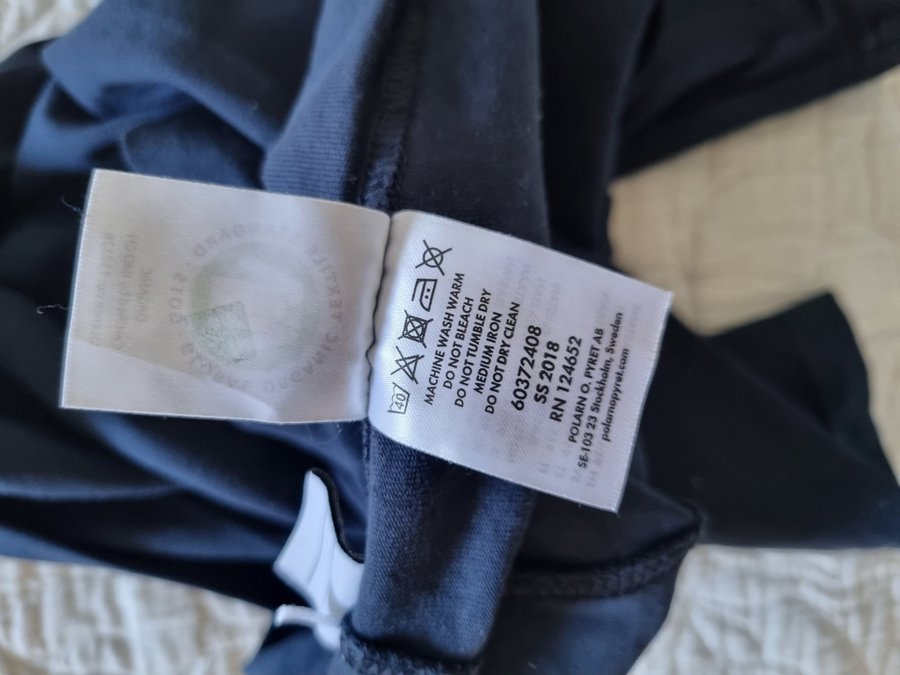 40
MACHINE WASH WARM
DO NOT BLEACH
DO NOT TUMBLE DRY
MEDIUM IRON
DO NOT DRY CLEAN
60372408
SS 2018
RN 124652
POLARN O. PYRET AB
SE-103 23 Stockholm, Sweden
polarnopyret.com